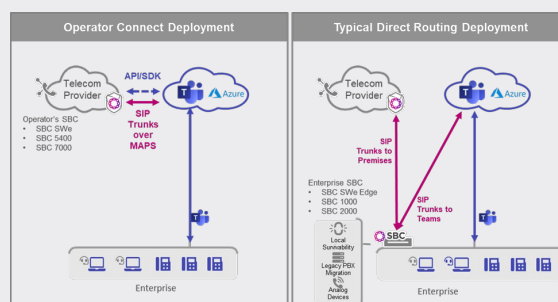 Operator Connect Deployment
Telecom
Provider
API/SDK
Azure
SIP
Trunks
over
MAPS
Operator's SBC
• SBC SWe
• SBC 5400
• SBC 7000
Enterprise
Typical Direct Routing Deployment
Telecom
Provider
Azure
SIP
Trunks to
Premises
SIP
Trunks to
Teams
Enterprise SBC
• SBC SWe Edge
• SBC 1000
• SBC 2000
SBC
Local
Survivability
Legacy PBX
Migration
Analog
Devices
Enterprise